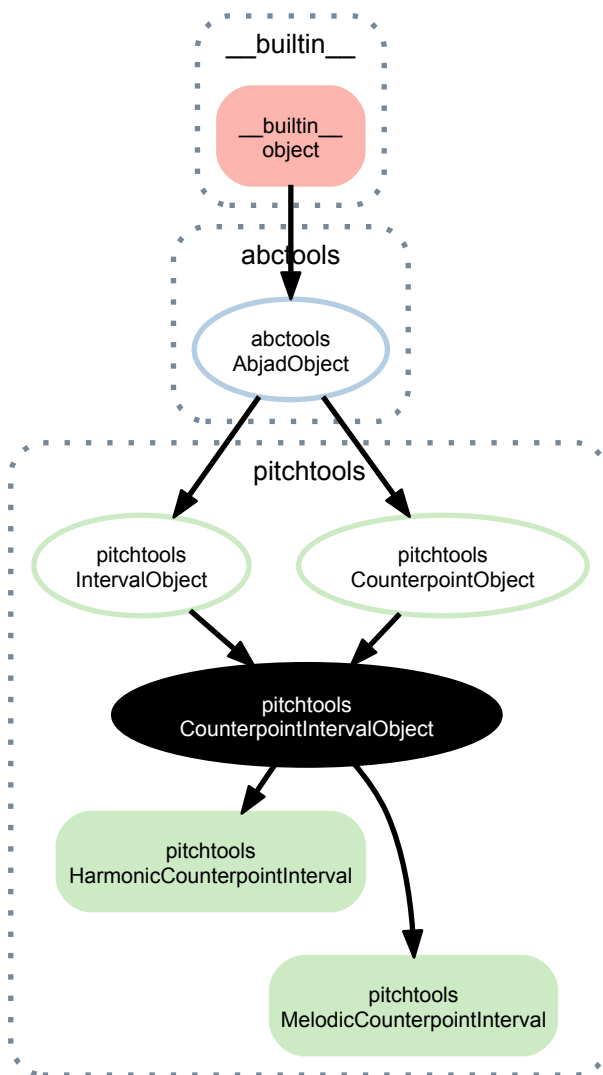 __builtin__
__builtin__
object
abctools
abctools
AbjadObject
pitchtools
pitchtools
IntervalObject
pitchtools
CounterpointObject
pitchtools
CounterpointIntervalObject
pitchtools
HarmonicCounterpointInterval
pitchtools
MelodicCounterpointInterval